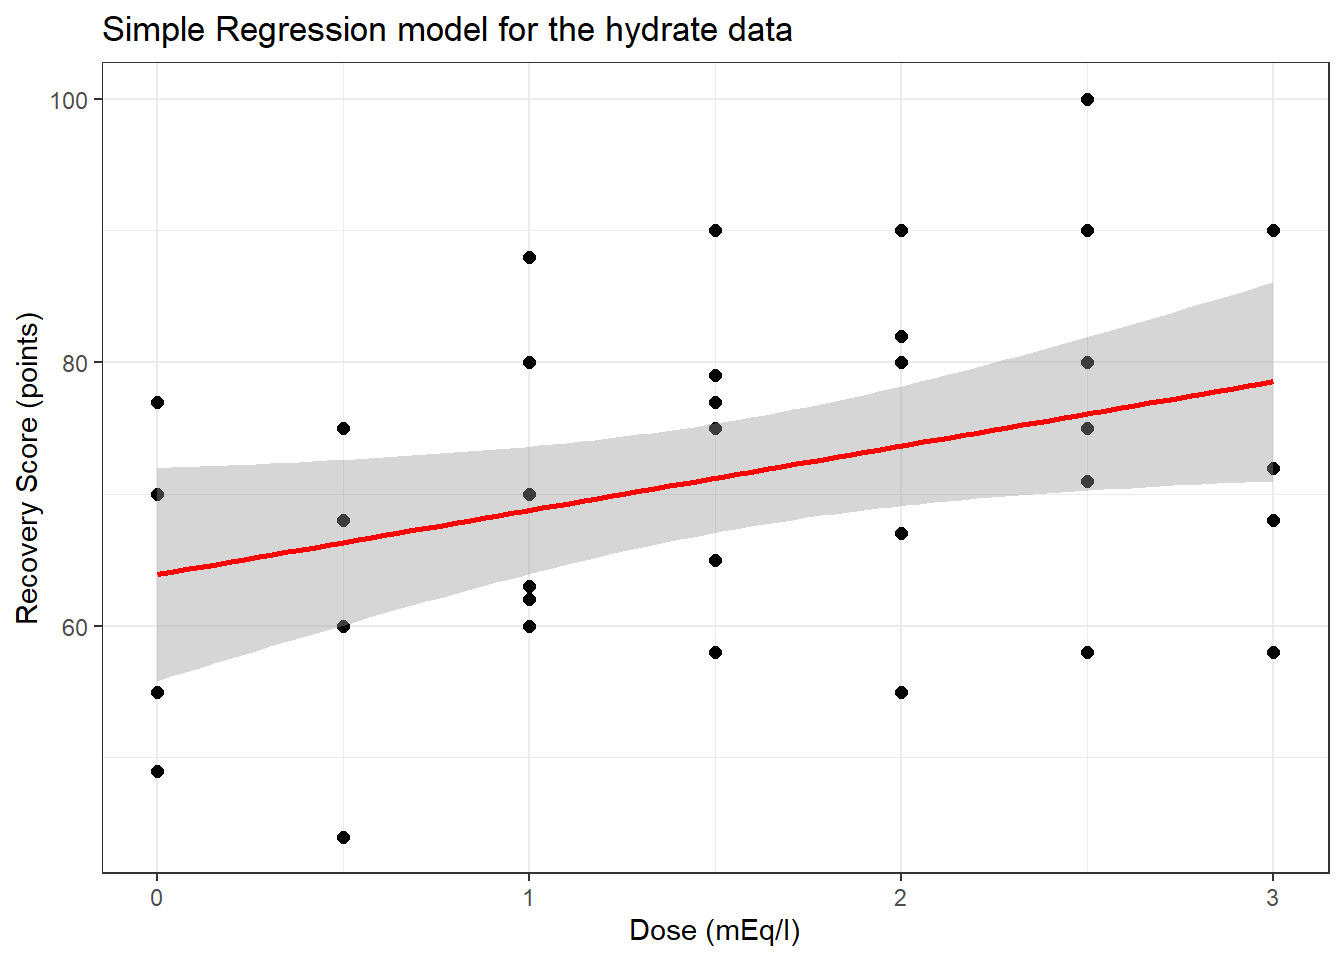 Simple Regression model for the hydrate data
100
80
60
Recovery Score (points)
0 1 2 3
Dose (mEq/l)